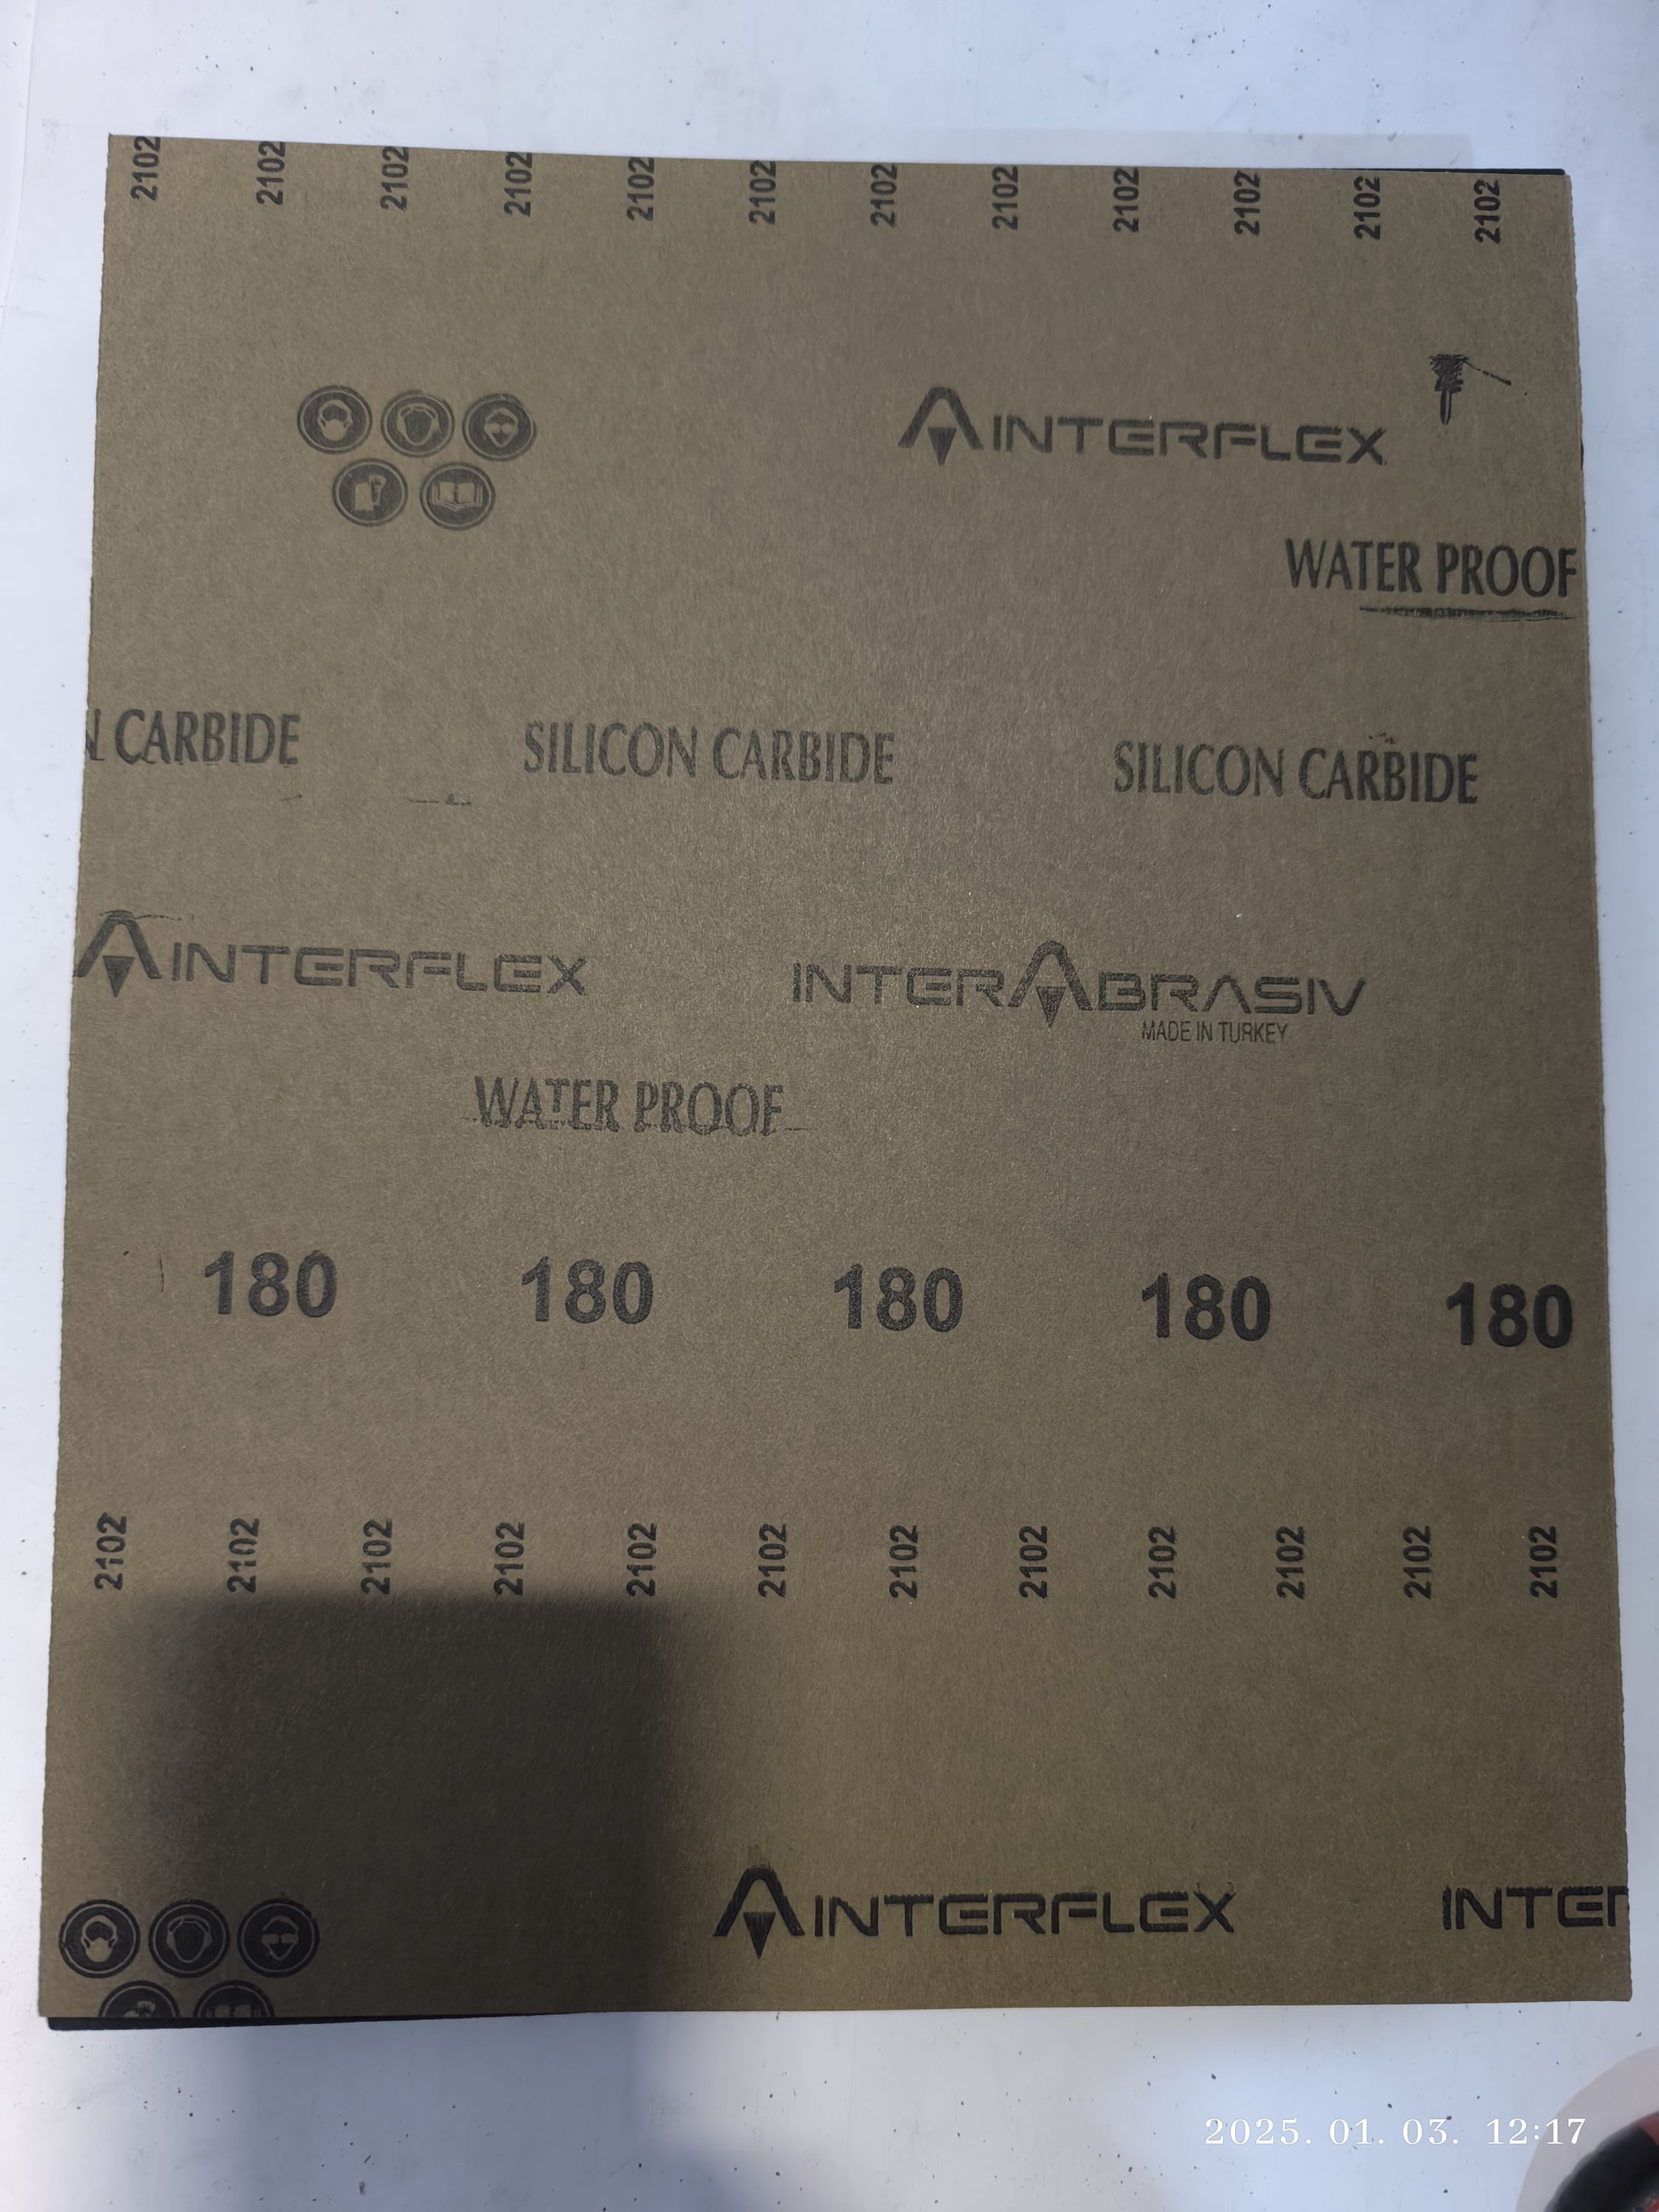 2102 2102 2102 2102 2102 2102 2102 2102 2102 2102 2102 2102
INTERFLEX
WATER PROOF
CARBIDE SILICON CARBIDE SILICON CARBIDE
INTERFLEX INTERABRASIV
MADE IN TURKEY
WATER PROOF
180 180 180 180 180
2102 2102 2102 2102 2102 2102 2102 2102 2102 2102 2102 2102
INTERFLEX INTER
2025. 01. 03. 12:17